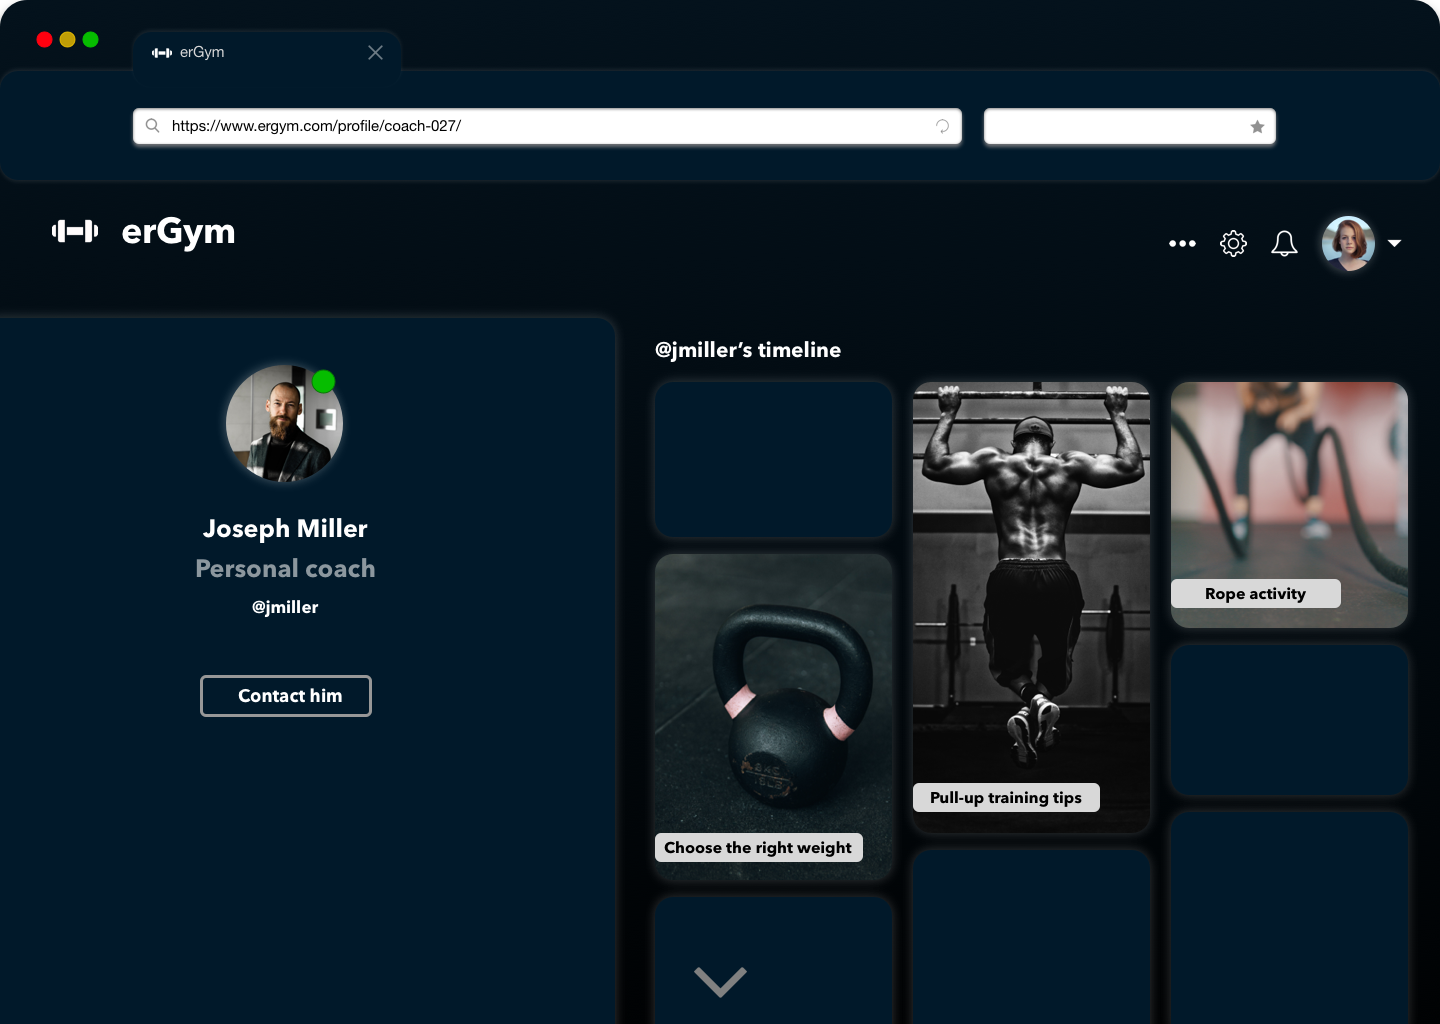 erGym
https://www.ergym.com/profile/coach-027/
erGym
@jmiller’s timeline
Joseph Miller
Personal coach
@jmiller
Contact him
Rope activity
Pull-up training tips
Choose the right weight